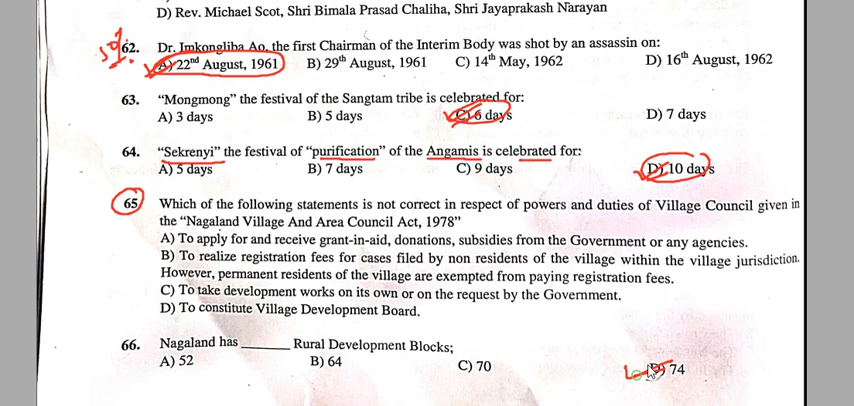 D) Rev. Michael Scot, Shri Bimala Prasad Chaliha, Shri Jayaprakash Narayan
62. Dr. Imkongliba Ao, the first Chairman of the Interim Body was shot by an assassin on:
A) 22nd August, 1961 B) 29th August, 1961 C) 14th May, 1962 D) 16th August, 1962
63. “Mongmong” the festival of the Sangtam tribe is celebrated for:
A) 3 days B) 5 days C) 6 days D) 7 days
64. “Sekrenyi” the festival of “purification” of the Angamis is celebrated for:
A) 5 days B) 7 days C) 9 days D) 10 days
65 Which of the following statements is not correct in respect of powers and duties of Village Council given in
the “Nagaland Village And Area Council Act, 1978”
A) To apply for and receive grant-in-aid, donations, subsidies from the Government or any agencies.
B) To realize registration fees for cases filed by non residents of the village within the village jurisdiction.
However, permanent residents of the village are exempted from paying registration fees.
C) To take development works on its own or on the request by the Government.
D) To constitute Village Development Board.
66. Nagaland has ______ Rural Development Blocks;
A) 52 B) 64 C) 70 D) 74